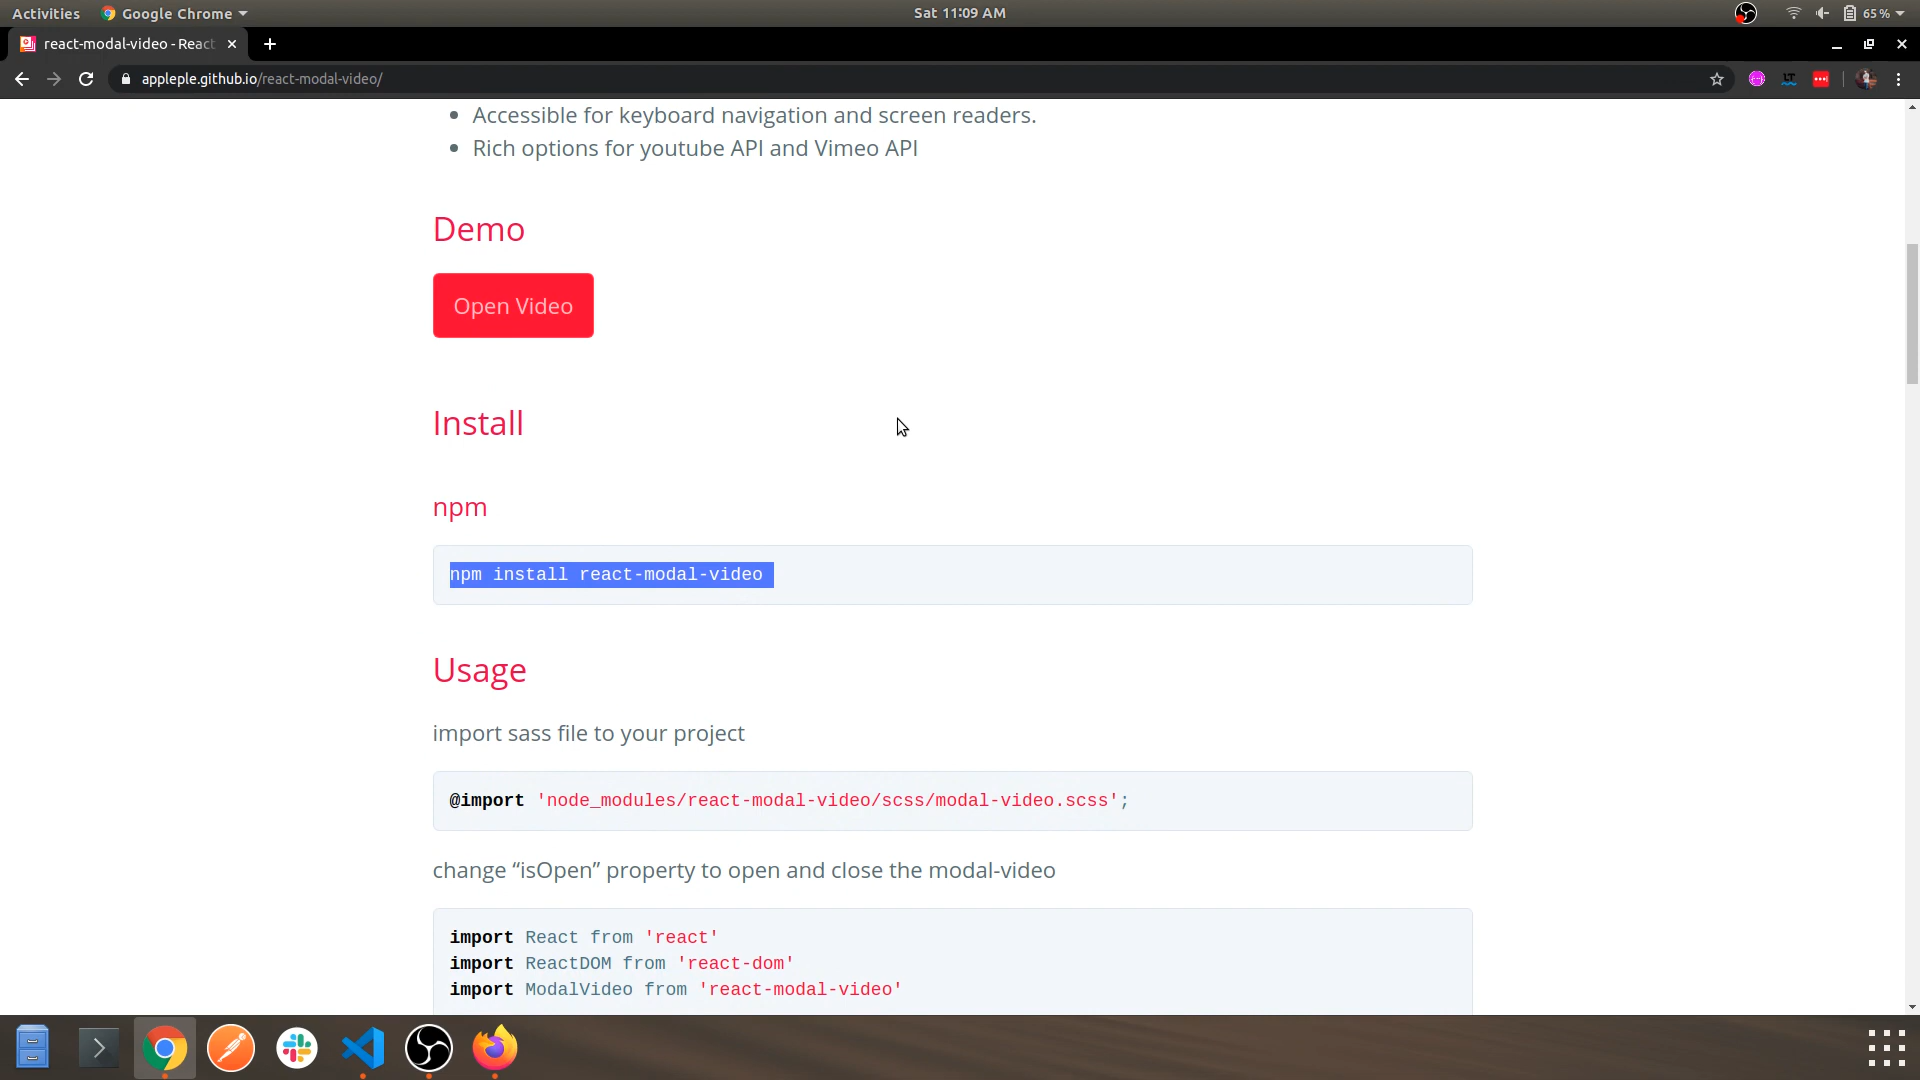 Activities
Google Chrome
Sat 11:09 AM
65 %
react-modal-video - React
appleple.github.io/react-modal-video/
Accessible for keyboard navigation and screen readers.
Rich options for youtube API and Vimeo API
Demo
Open Video
Install
npm
npm install react-modal-video
Usage
import sass file to your project
@import 'node_modules/react-modal-video/scss/modal-video.scss';
change “isOpen” property to open and close the modal-video
import React from 'react'
import ReactDOM from 'react-dom'
import ModalVideo from 'react-modal-video'